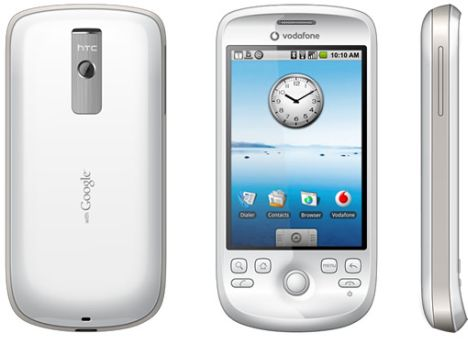 hTC
with Google
vodafone
10:10 AM
Dialer Contacts Browser Vodafone
MENU